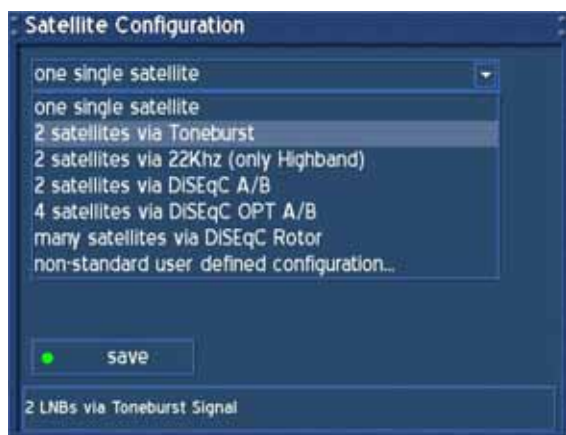 Satellite Configuration
one single satellite
one single satellite
2 satellites via Toneburst
2 satellites via 22Khz (only Highband)
2 satellites via DiSEqC A/B
4 satellites via DiSEqC OPT A/B
many satellites via DiSEqC Rotor
non-standard user defined configuration...
save
2 LNBs via Toneburst Signal